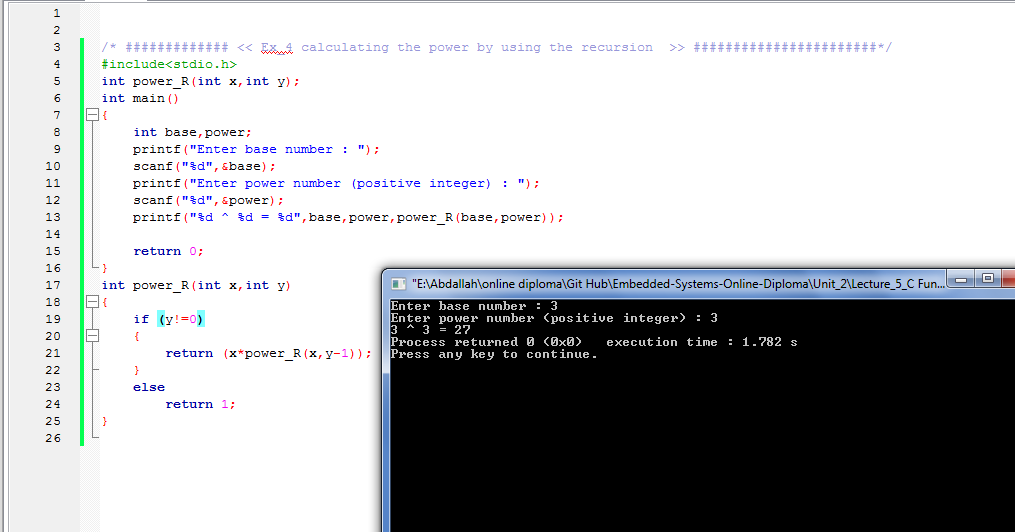 1
2
3 /* ############# << Ex_4 calculating the power by using the recursion  >> #######################*/
4 #include<stdio.h>
5 int power_R(int x,int y);
6 int main()
7 {
8     int base,power;
9     printf("Enter base number : ");
10     scanf("%d",&base);
11     printf("Enter power number (positive integer) : ");
12     scanf("%d",&power);
13     printf("%d ^ %d = %d",base,power,power_R(base,power));
14
15     return 0;
16 }
17 int power_R(int x,int y)
18 {
19     if (y!=0)
20     {
21         return (x*power_R(x,y-1));
22     }
23     else
24         return 1;
25 }
26
"E:\Abdallah\online diploma\Git Hub\Embedded-Systems-Online-Diploma\Unit_2\Lecture_5_C Fun...
Enter base number : 3
Enter power number (positive integer) : 3
3 ^ 3 = 27
Process returned 0 (0x0)   execution time : 1.782 s
Press any key to continue.